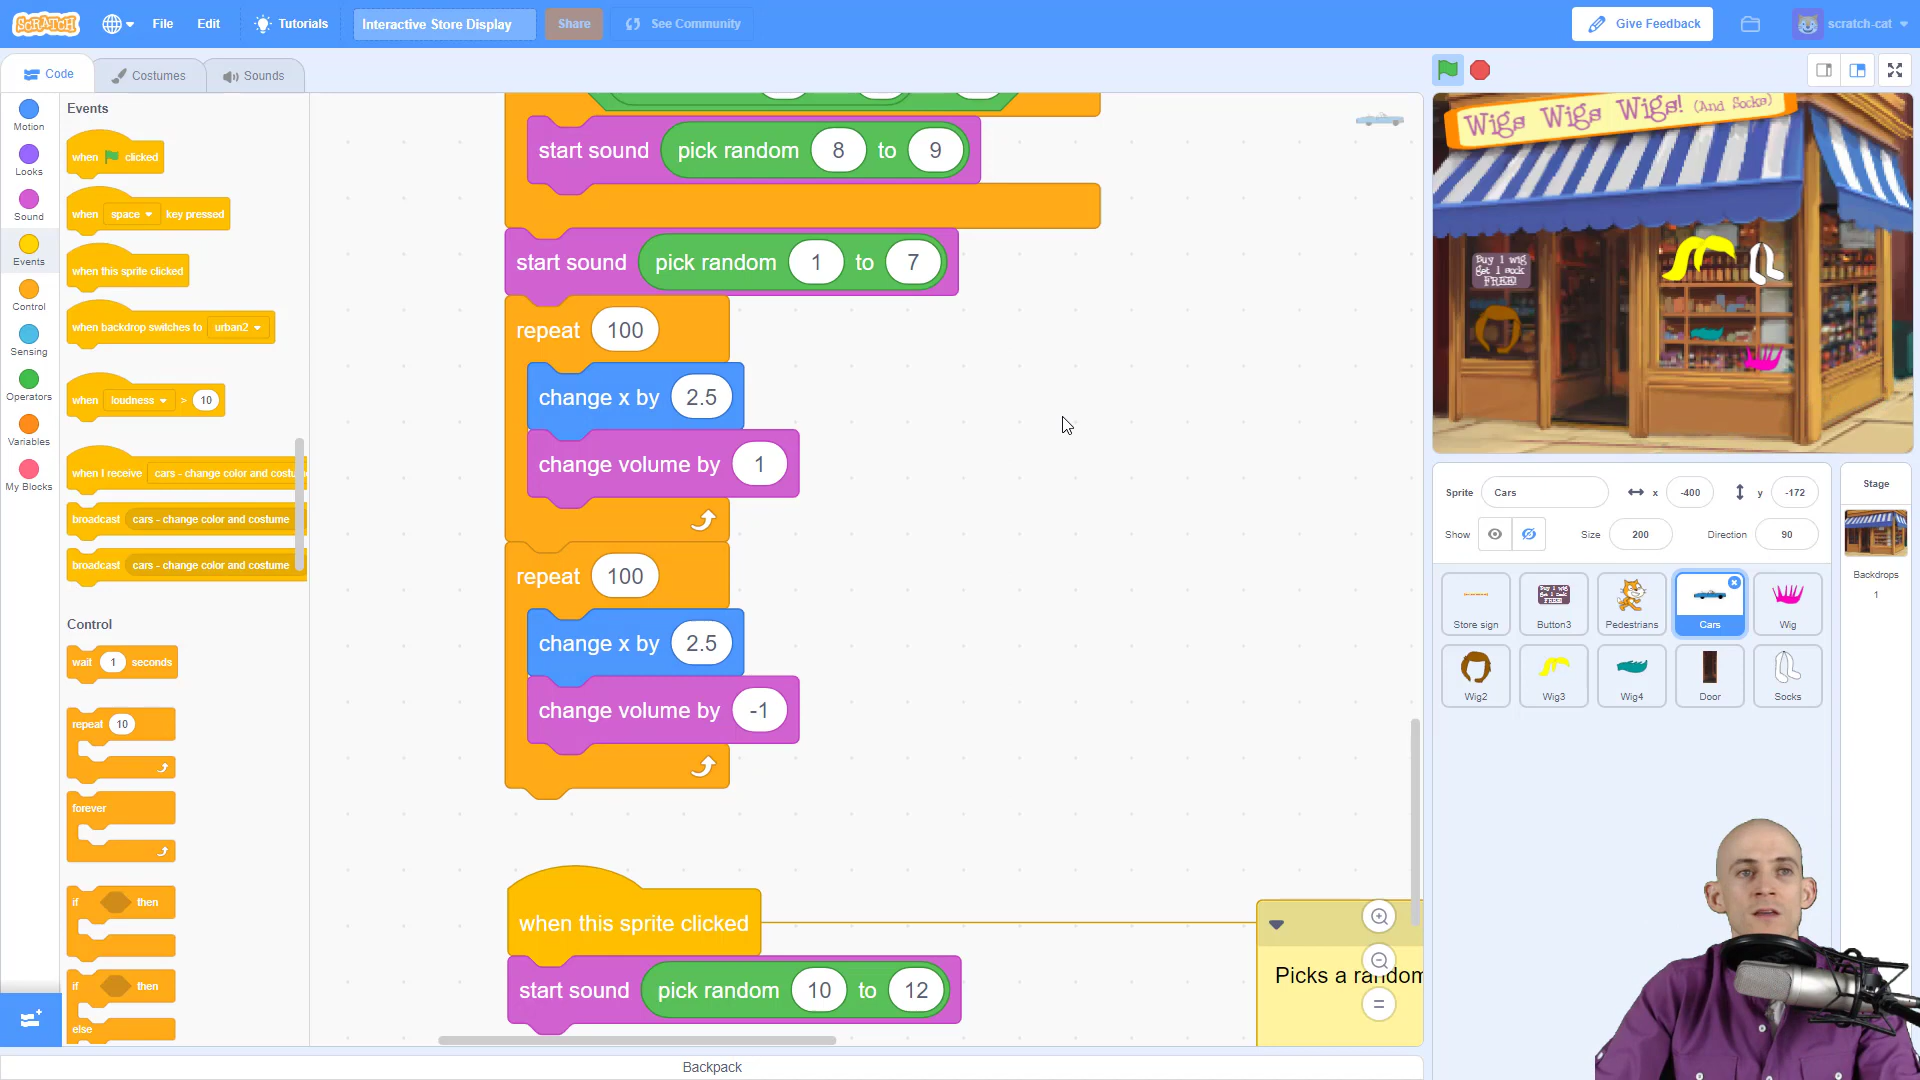 SCRATCH
File
Edit
Tutorials
Interactive Store Display
Share
See Community
Give Feedback
scratch-cat
Code
Costumes
Sounds
Motion
Looks
Sound
Events
Control
Sensing
Operators
Variables
My Blocks
Events
when clicked
when space key pressed
when this sprite clicked
when backdrop switches to urban2
when loudness > 10
when I receive cars - change color and costu
broadcast cars - change color and costume
broadcast cars - change color and costume
Control
wait 1 seconds
repeat 10
forever
if then
if then
else
start sound pick random 8 to 9
start sound pick random 1 to 7
repeat 100
change x by 2.5
change volume by 1
repeat 100
change x by 2.5
change volume by -1
when this sprite clicked
start sound pick random 10 to 12
Picks a random
Backpack
Wigs Wigs Wigs! (And Socks)
Buy 1 wig
get 1 sock
FREE!
Sprite Cars x -400 y -172
Show Size 200 Direction 90
Store sign
Button3
Pedestrians
Cars
Wig
Wig2
Wig3
Wig4
Door
Socks
Stage
Backdrops
1